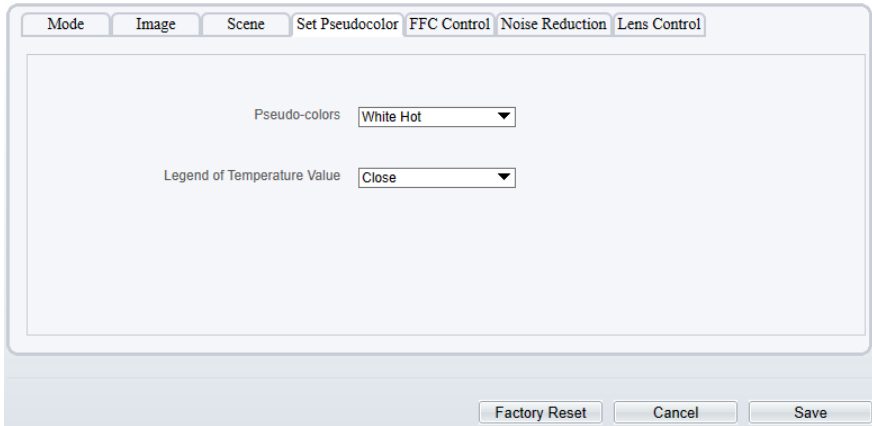 Mode Image Scene Set Pseudocolor FFC Control Noise Reduction Lens Control
Pseudo-colors White Hot
Legend of Temperature Value Close
Factory Reset Cancel Save